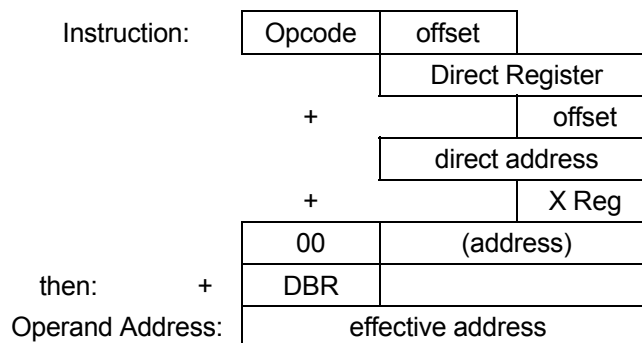 Instruction: Opcode offset
Direct Register
+ offset
direct address
+ X Reg
00 (address)
then: + DBR
Operand Address: effective address